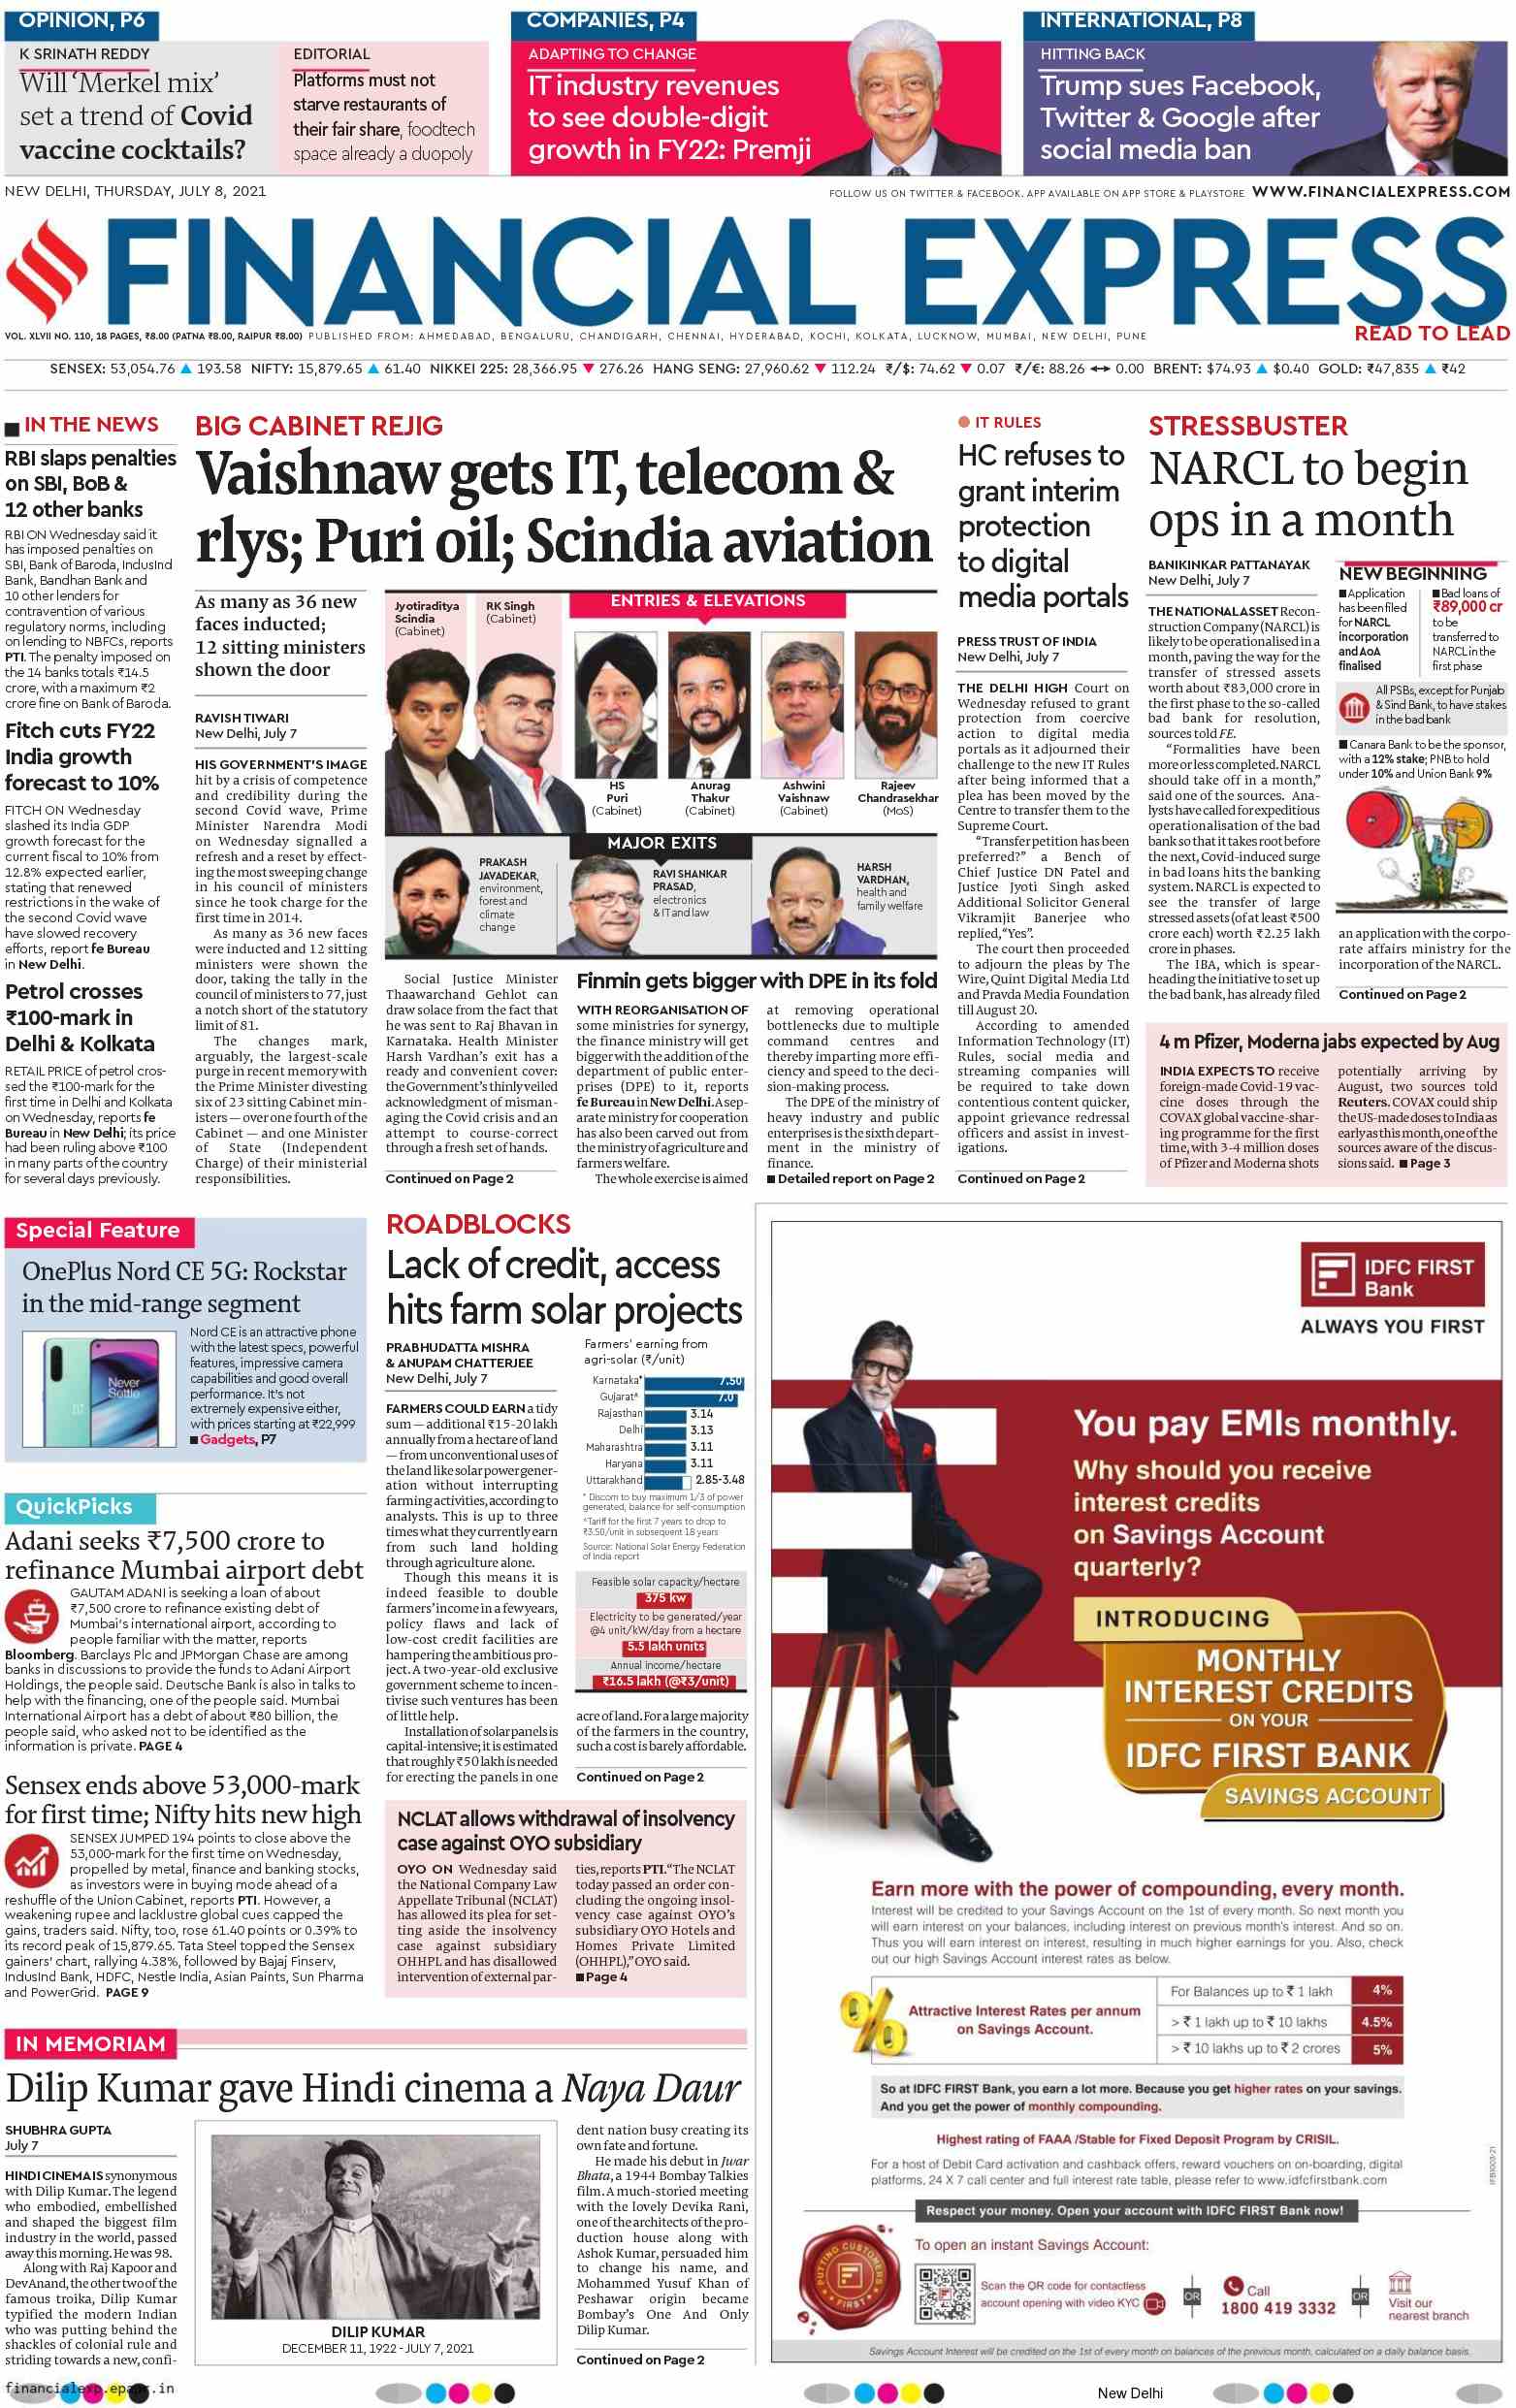 OPINION, P6
K SRINATH REDDY
Will ‘Merkel mix’
set a trend of Covid
vaccine cocktails?
EDITORIAL
Platforms must not
starve restaurants of
their fair share, foodtech
space already a duopoly
COMPANIES, P4
ADAPTING TO CHANGE
IT industry revenues
to see double-digit
growth in FY22: Premji
INTERNATIONAL, P8
HITTING BACK
Trump sues Facebook,
Twitter & Google after
social media ban
NEW DELHI, THURSDAY, JULY 8, 2021
FOLLOW US ON TWITTER & FACEBOOK. APP AVAILABLE ON APP STORE & PLAYSTORE WWW.FINANCIALEXPRESS.COM
FINANCIAL EXPRESS
READ TO LEAD
VOL. XLVII NO. 110, 18 PAGES, ₹8.00 (PATNA ₹8.00, RAIPUR ₹8.00) PUBLISHED FROM: AHMEDABAD, BENGALURU, CHANDIGARH, CHENNAI, HYDERABAD, KOCHI, KOLKATA, LUCKNOW, MUMBAI, NEW DELHI, PUNE
SENSEX: 53,054.76 ▲ 193.58 NIFTY: 15,879.65 ▲ 61.40 NIKKEI 225: 28,366.95 ▼ 276.26 HANG SENG: 27,960.62 ▼ 112.24 ₹/$: 74.62 ▼ 0.07 ₹/€: 88.26 ↔ 0.00 BRENT: $74.93 ▲ $0.40 GOLD: ₹47,835 ▲ ₹42
IN THE NEWS
RBI slaps penalties
on SBI, BoB &
12 other banks
RBI ON Wednesday said it
has imposed penalties on
SBI, Bank of Baroda, IndusInd
Bank, Bandhan Bank and
10 other lenders for
contravention of various
regulatory norms, including
on lending to NBFCs, reports
PTI. The penalty imposed on
the 14 banks totals ₹14.5
crore, with a maximum ₹2
crore fine on Bank of Baroda.
Fitch cuts FY22
India growth
forecast to 10%
FITCH ON Wednesday
slashed its India GDP
growth forecast for the
current fiscal to 10% from
12.8% expected earlier,
stating that renewed
restrictions in the wake of
the second Covid wave
have slowed recovery
efforts, report fe Bureau
in New Delhi.
Petrol crosses
₹100-mark in
Delhi & Kolkata
RETAIL PRICE of petrol cros-
sed the ₹100-mark for the
first time in Delhi and Kolkata
on Wednesday, reports fe
Bureau in New Delhi; its price
had been ruling above ₹100
in many parts of the country
for several days previously.
BIG CABINET REJIG
Vaishnaw gets IT, telecom &
rlys; Puri oil; Scindia aviation
As many as 36 new
faces inducted;
12 sitting ministers
shown the door
RAVISH TIWARI
New Delhi, July 7
HIS GOVERNMENT'S IMAGE
hit by a crisis of competence
and credibility during the
second Covid wave, Prime
Minister Narendra Modi
on Wednesday signalled a
refresh and a reset by effect-
ing the most sweeping change
in his council of ministers
since he took charge for the
first time in 2014.
As many as 36 new faces
were inducted and 12 sitting
ministers were shown the
door, taking the tally in the
council of ministers to 77, just
a notch short of the statutory
limit of 81.
The changes mark,
arguably, the largest-scale
purge in recent memory with
the Prime Minister divesting
six of 23 sitting Cabinet min-
isters — over one fourth of the
Cabinet — and one Minister
of State (Independent
Charge) of their ministerial
responsibilities.
Jyotiraditya
Scindia
(Cabinet)
RK Singh
(Cabinet)
ENTRIES & ELEVATIONS
HS
Puri
(Cabinet)
Anurag
Thakur
(Cabinet)
Ashwini
Vaishnaw
(Cabinet)
Rajeev
Chandrasekhar
(MoS)
MAJOR EXITS
PRAKASH
JAVADEKAR,
environment,
forest and
climate
change
RAVI SHANKAR
PRASAD,
electronics
& IT and law
HARSH
VARDHAN,
health and
family welfare
Social Justice Minister
Thaawarchand Gehlot can
draw solace from the fact that
he was sent to Raj Bhavan in
Karnataka. Health Minister
Harsh Vardhan's exit has a
ready and convenient cover:
the Government's thinly veiled
acknowledgment of misman-
aging the Covid crisis and an
attempt to course-correct
through a fresh set of hands.
Continued on Page 2
Finmin gets bigger with DPE in its fold
WITH REORGANISATION OF
some ministries for synergy,
the finance ministry will get
bigger with the addition of the
department of public enter-
prises (DPE) to it, reports
fe Bureau in New Delhi. A sep-
arate ministry for cooperation
has also been carved out from
the ministry of agriculture and
farmers welfare.
The whole exercise is aimed
at removing operational
bottlenecks due to multiple
command centres and
thereby imparting more effi-
ciency and speed to the deci-
sion-making process.
The DPE of the ministry of
heavy industry and public
enterprises is the sixth depart-
ment in the ministry of
finance.
■ Detailed report on Page 2
IT RULES
HC refuses to
grant interim
protection
to digital
media portals
PRESS TRUST OF INDIA
New Delhi, July 7
THE DELHI HIGH Court on
Wednesday refused to grant
protection from coercive
action to digital media
portals as it adjourned their
challenge to the new IT Rules
after being informed that a
plea has been moved by the
Centre to transfer them to the
Supreme Court.
“Transfer petition has been
preferred?” a Bench of
Chief Justice DN Patel and
Justice Jyoti Singh asked
Additional Solicitor General
Vikramjit Banerjee who
replied, “Yes”.
The court then proceeded
to adjourn the pleas by The
Wire, Quint Digital Media Ltd
and Pravda Media Foundation
till August 20.
According to amended
Information Technology (IT)
Rules, social media and
streaming companies will
be required to take down
contentious content quicker,
appoint grievance redressal
officers and assist in invest-
igations.
Continued on Page 2
STRESSBUSTER
NARCL to begin
ops in a month
BANIKINKAR PATTANAYAK
New Delhi, July 7
THE NATIONAL ASSET Recon-
struction Company (NARCL) is
likely to be operationalised in a
month, paving the way for the
transfer of stressed assets
worth about ₹83,000 crore in
the first phase to the so-called
bad bank for resolution,
sources told FE.
“Formalities have been
more or less completed. NARCL
should take off in a month,”
said one of the sources. Ana-
lysts have called for expeditious
operationalisation of the bad
bank so that it takes root before
the next, Covid-induced surge
in bad loans hits the banking
system. NARCL is expected to
see the transfer of large
stressed assets (of at least ₹500
crore each) worth ₹2.25 lakh
crore in phases.
The IBA, which is spear-
heading the initiative to set up
the bad bank, has already filed
NEW BEGINNING
■ Application
has been filed
for NARCL
incorporation
and AoA
finalised
■ Bad loans of
₹89,000 cr
to be
transferred to
NARCL in the
first phase
All PSBs, except for Punjab
& Sind Bank, to have stakes
in the bad bank
■ Canara Bank to be the sponsor,
with a 12% stake; PNB to hold
under 10% and Union Bank 9%
an application with the corpo-
rate affairs ministry for the
incorporation of the NARCL.
Continued on Page 2
4 m Pfizer, Moderna jabs expected by Aug
INDIA EXPECTS TO receive
foreign-made Covid-19 vac-
cine doses through the
COVAX global vaccine-shar-
ing programme for the first
time, with 3-4 million doses
of Pfizer and Moderna shots
potentially arriving by
August, two sources told
Reuters. COVAX could ship
the US-made doses to India as
early as this month, one of the
sources aware of the discus-
sions said. ■ Page 3
Special Feature
OnePlus Nord CE 5G: Rockstar
in the mid-range segment
Never
Settle
Nord CE is an attractive phone
with the latest specs, powerful
features, impressive camera
capabilities and good overall
performance. It's not
extremely expensive either,
with prices starting at ₹22,999
■ Gadgets, P7
QuickPicks
Adani seeks ₹7,500 crore to
refinance Mumbai airport debt
GAUTAM ADANI is seeking a loan of about
₹7,500 crore to refinance existing debt of
Mumbai's international airport, according to
people familiar with the matter, reports
Bloomberg. Barclays Plc and JPMorgan Chase are among
banks in discussions to provide the funds to Adani Airport
Holdings, the people said. Deutsche Bank is also in talks to
help with the financing, one of the people said. Mumbai
International Airport has a debt of about ₹80 billion, the
people said, who asked not to be identified as the
information is private. PAGE 4
Sensex ends above 53,000-mark
for first time; Nifty hits new high
SENSEX JUMPED 194 points to close above the
53,000-mark for the first time on Wednesday,
propelled by metal, finance and banking stocks,
as investors were in buying mode ahead of a
reshuffle of the Union Cabinet, reports PTI. However, a
weakening rupee and lacklustre global cues capped the
gains, traders said. Nifty, too, rose 61.40 points or 0.39% to
its record peak of 15,879.65. Tata Steel topped the Sensex
gainers' chart, rallying 4.38%, followed by Bajaj Finserv,
IndusInd Bank, HDFC, Nestle India, Asian Paints, Sun Pharma
and PowerGrid. PAGE 9
ROADBLOCKS
Lack of credit, access
hits farm solar projects
PRABHUDATTA MISHRA
& ANUPAM CHATTERJEE
New Delhi, July 7
FARMERS COULD EARN a tidy
sum — additional ₹15-20 lakh
annually from a hectare of land
— from unconventional uses of
the land like solar power gener-
ation without interrupting
farming activities, according to
analysts. This is up to three
times what they currently earn
from such land holding
through agriculture alone.
Though this means it is
indeed feasible to double
farmers' income in a few years,
policy flaws and lack of
low-cost credit facilities are
hampering the ambitious pro-
ject. A two-year-old exclusive
government scheme to incen-
tivise such ventures has been
of little help.
Installation of solar panels is
capital-intensive; it is estimated
that roughly ₹50 lakh is needed
for erecting the panels in one
Farmers' earning from
agri-solar (₹/unit)
Karnataka* 7.50
Gujarat^ 7.0
Rajasthan 3.14
Delhi 3.13
Maharashtra 3.11
Haryana 3.11
Uttarakhand 2.85-3.48
* Discom to buy maximum 1/3 of power
generated, balance for self-consumption
^Tariff for the first 7 years to drop to
₹3.50/unit in subsequent 18 years
Source: National Solar Energy Federation
of India report
Feasible solar capacity/hectare
375 kw
Electricity to be generated/year
@4 unit/kW/day from a hectare
5.5 lakh units
Annual income/hectare
₹16.5 lakh (@₹3/unit)
acre of land. For a large majority
of the farmers in the country,
such a cost is barely affordable.
Continued on Page 2
NCLAT allows withdrawal of insolvency
case against OYO subsidiary
OYO ON Wednesday said
the National Company Law
Appellate Tribunal (NCLAT)
has allowed its plea for set-
ting aside the insolvency
case against subsidiary
OHHPL and has disallowed
intervention of external par-
ties, reports PTI. “The NCLAT
today passed an order con-
cluding the ongoing insol-
vency case against OYO's
subsidiary OYO Hotels and
Homes Private Limited
(OHHPL),” OYO said.
■ Page 4
IN MEMORIAM
Dilip Kumar gave Hindi cinema a Naya Daur
SHUBHRA GUPTA
July 7
HINDI CINEMA IS synonymous
with Dilip Kumar. The legend
who embodied, embellished
and shaped the biggest film
industry in the world, passed
away this morning. He was 98.
Along with Raj Kapoor and
Dev Anand, the other two of the
famous troika, Dilip Kumar
typified the modern Indian
who was putting behind the
shackles of colonial rule and
striding towards a new, confi-
DILIP KUMAR
DECEMBER 11, 1922 - JULY 7, 2021
dent nation busy creating its
own fate and fortune.
He made his debut in Jwar
Bhata, a 1944 Bombay Talkies
film. A much-storied meeting
with the lovely Devika Rani,
one of the architects of the pro-
duction house along with
Ashok Kumar, persuaded him
to change his name, and
Mohammed Yusuf Khan of
Peshawar origin became
Bombay's One And Only
Dilip Kumar.
Continued on Page 2
IDFC FIRST
Bank
ALWAYS YOU FIRST
You pay EMIs monthly.
Why should you receive
interest credits
on Savings Account
quarterly?
INTRODUCING
MONTHLY
INTEREST CREDITS
ON YOUR
IDFC FIRST BANK
SAVINGS ACCOUNT
Earn more with the power of compounding, every month.
Interest will be credited to your Savings Account on the 1st of every month. So next month you
will earn interest on your balances, including interest on previous month's interest. And so on.
Thus you will earn interest on interest, resulting in much higher earnings for you. Also, check
out our high Savings Account interest rates as below.
%
Attractive Interest Rates per annum
on Savings Account.
For Balances up to ₹ 1 lakh 4%
> ₹ 1 lakh up to ₹ 10 lakhs 4.5%
> ₹ 10 lakhs up to ₹ 2 crores 5%
So at IDFC FIRST Bank, you earn a lot more. Because you get higher rates on your savings.
And you get the power of monthly compounding.
Highest rating of FAAA /Stable for Fixed Deposit Program by CRISIL.
For a host of Debit Card activation and cashback offers, reward vouchers on on-boarding, digital
platforms, 24 X 7 call center and full interest rate table, please refer to www.idfcfirstbank.com
Respect your money. Open your account with IDFC FIRST Bank now!
PUTTING CUSTOMERS
FIRST
To open an instant Savings Account:
Scan the QR code for contactless
account opening with video KYC
OR
Call
1800 419 3332
OR
Visit our
nearest branch
Savings Account Interest will be credited on the 1st of every month on balances of the previous month, calculated on a daily balance basis.
financialexp.epapr.in
New Delhi